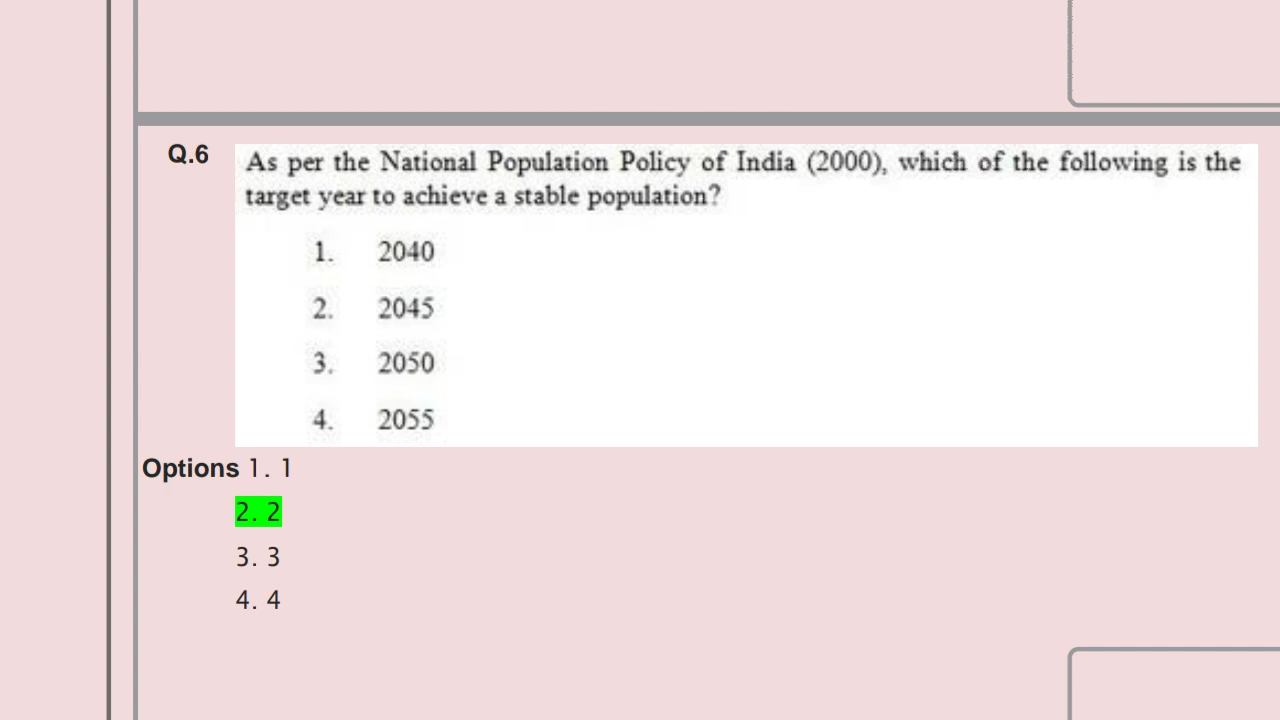 Q.6 As per the National Population Policy of India (2000), which of the following is the
target year to achieve a stable population?
1. 2040
2. 2045
3. 2050
4. 2055
Options 1. 1
2. 2
3. 3
4. 4